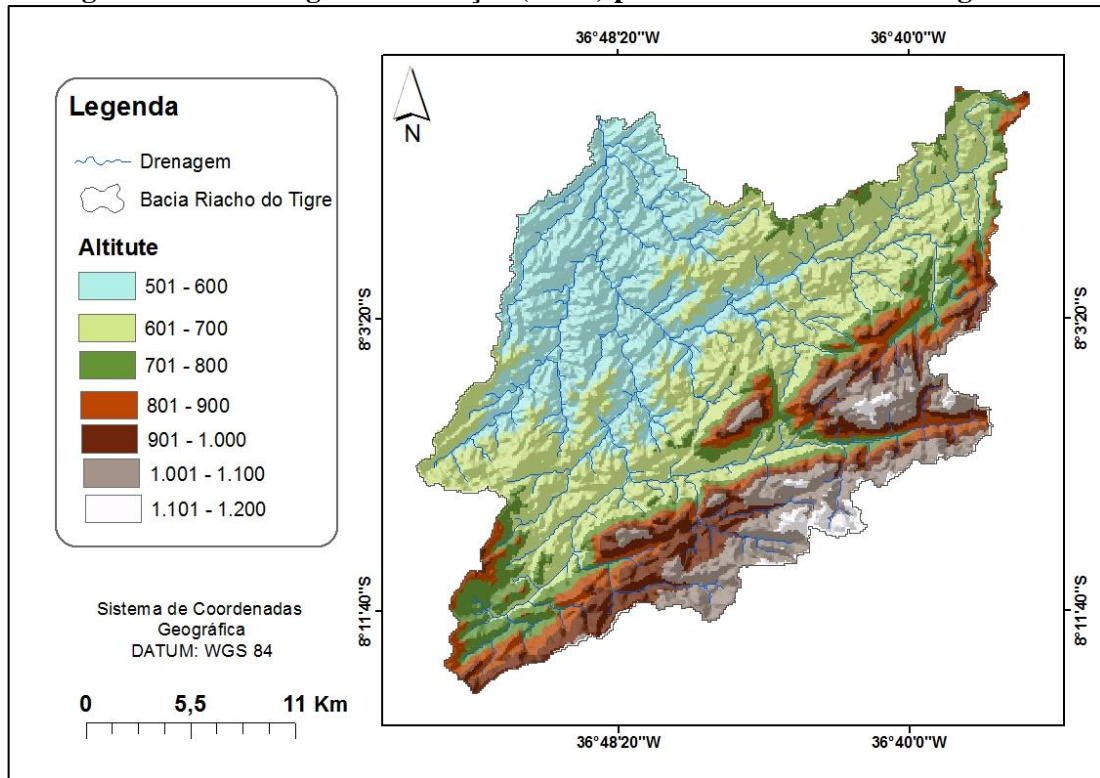 36°48'20"W 36°40'0"W
Legenda
Drenagem
Bacia Riacho do Tigre
Altitute
501 - 600
601 - 700
701 - 800
801 - 900
901 - 1.000
1.001 - 1.100
1.101 - 1.200
N
8°3'20"S 8°3'20"S
8°11'40"S 8°11'40"S
Sistema de Coordenadas
Geográfica
DATUM: WGS 84
0 5,5 11 Km
36°48'20"W 36°40'0"W